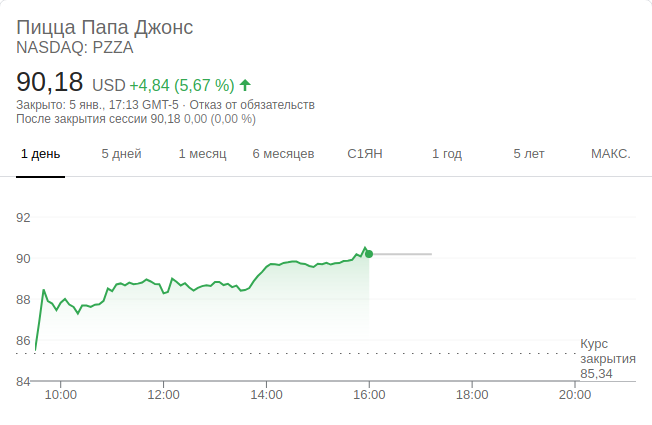 Пицца Папа Джонс
NASDAQ: PZZA
90,18 USD +4,84 (5,67 %)
Закрыто: 5 янв., 17:13 GMT-5 · Отказ от обязательств
После закрытия сессии 90,18 0,00 (0,00 %)
1 день 5 дней 1 месяц 6 месяцев С1ЯН 1 год 5 лет МАКС.
92
90
88
86
84
Курс
закрытия
85,34
10:00 12:00 14:00 16:00 18:00 20:00